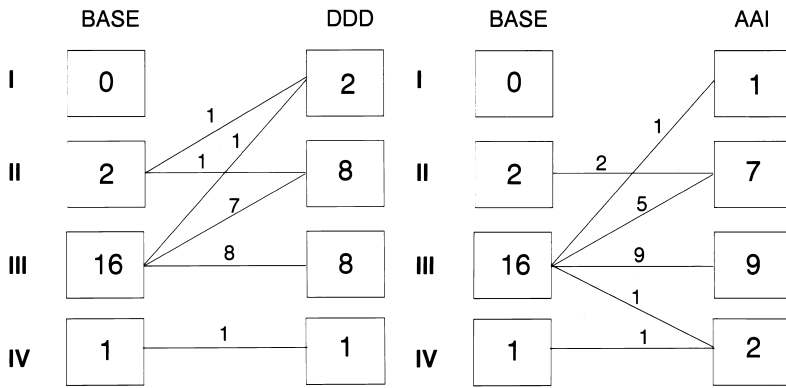 BASE DDD BASE AAI
I 0 2 I 0 1
1 1 1
II 2 1 8 II 2 2 7
7 5
III 16 8 8 III 16 9 9
1
IV 1 1 1 IV 1 1 2